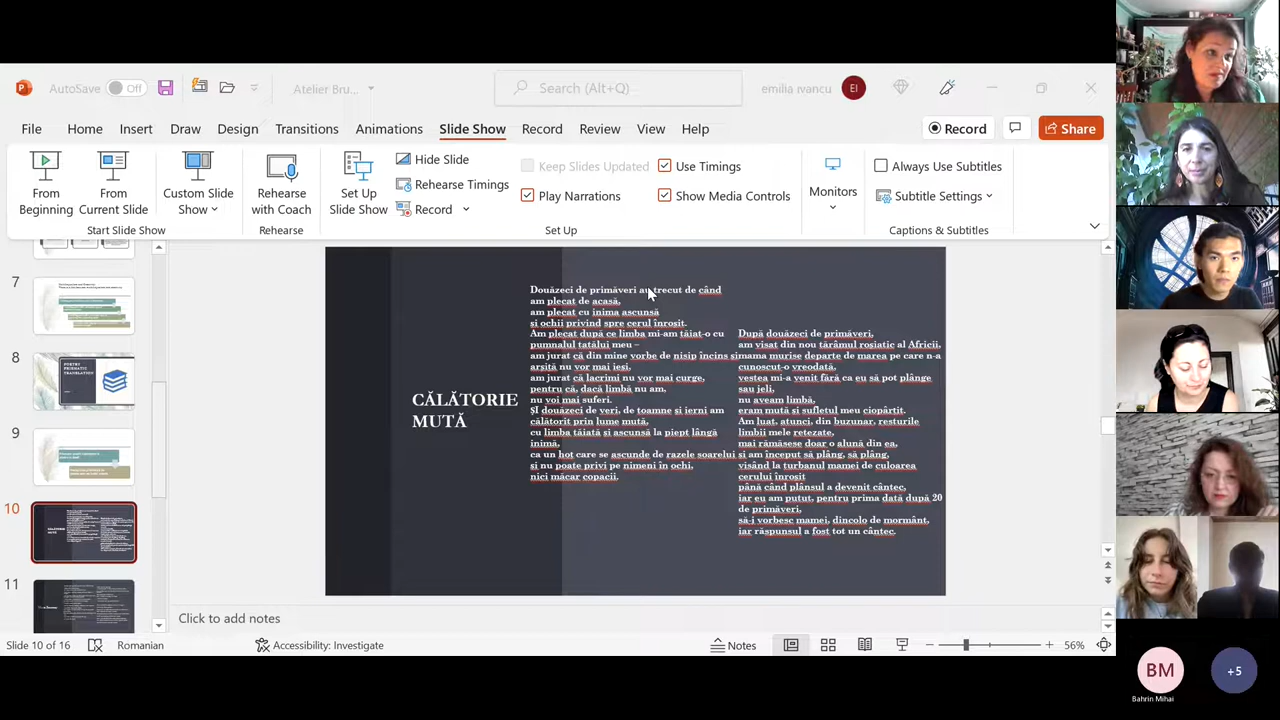 AutoSave
Off
Atelier Bru...
Search (Alt+Q)
emilia ivancu
EI
File
Home
Insert
Draw
Design
Transitions
Animations
Slide Show
Record
Review
View
Help
Record
Share
From Beginning
From Current Slide
Custom Slide Show
Rehearse with Coach
Set Up Slide Show
Hide Slide
Rehearse Timings
Record
Keep Slides Updated
Play Narrations
Use Timings
Show Media Controls
Monitors
Always Use Subtitles
Subtitle Settings
Start Slide Show
Rehearse
Set Up
Captions & Subtitles
7
8
9
10
11
CĂLĂTORIE
MUTĂ
Douăzeci de primăveri au trecut de când
am plecat de acasă,
am plecat cu inima ascunsă
și ochii privind spre cerul înroșit.
Am plecat după ce limba mi-am tăiat-o cu
pumnalul tatălui meu –
am jurat că din mine vorbe de nisip încins și
arșiță nu vor mai ieși,
am jurat că lacrimi nu vor mai curge,
pentru că, dacă limbă nu am,
nu voi mai suferi.
ȘI douăzeci de veri, de toamne și ierni am
călătorit prin lume mută,
cu limba tăiată și ascunsă la piept lângă
inimă,
ca un hoț care se ascunde de razele soarelui
și nu poate privi pe nimeni în ochi,
nici măcar copacii.
După douăzeci de primăveri,
am visat din nou tărâmul roșiatic al Africii,
mama murise departe de marea pe care n-a
cunoscut-o vreodată,
vestea mi-a venit fără ca eu să pot plânge
sau jeli,
nu aveam limbă,
eram mută și sufletul meu ciopârțit.
Am luat, atunci, din buzunar, resturile
limbii mele retezate,
mai rămăsese doar o alună din ea,
și am început să plâng, să plâng,
visând la turbanul mamei de culoarea
cerului înroșit
până când plânsul a devenit cântec,
iar eu am putut, pentru prima dată după 20
de primăveri,
să-i vorbesc mamei, dincolo de mormânt,
iar răspunsul a fost tot un cântec.
Click to add notes
Slide 10 of 16
Romanian
Accessibility: Investigate
Notes
56%
BM
Bahrin Mihai
+5